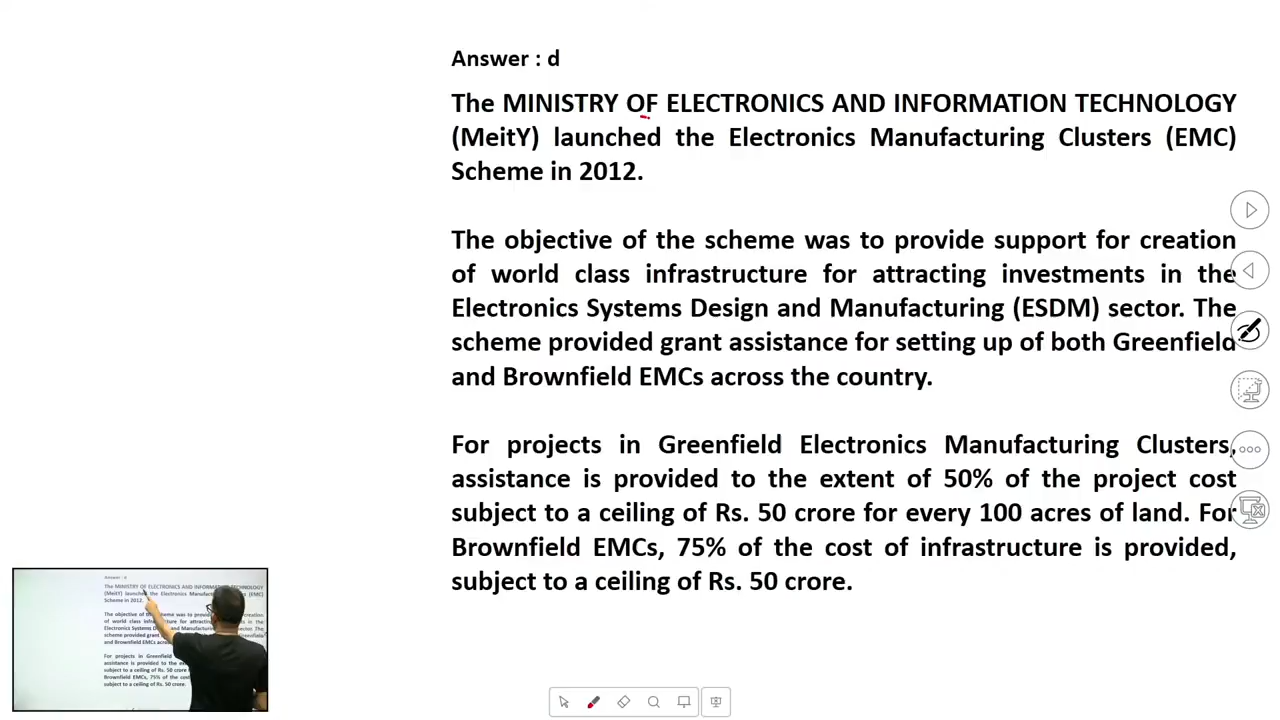 Answer : d
The MINISTRY OF ELECTRONICS AND INFORMATION TECHNOLOGY
(MeitY) launched the Electronics Manufacturing Clusters (EMC)
Scheme in 2012.
The objective of the scheme was to provide support for creation
of world class infrastructure for attracting investments in the
Electronics Systems Design and Manufacturing (ESDM) sector. The
scheme provided grant assistance for setting up of both Greenfield
and Brownfield EMCs across the country.
For projects in Greenfield Electronics Manufacturing Clusters,
assistance is provided to the extent of 50% of the project cost
subject to a ceiling of Rs. 50 crore for every 100 acres of land. For
Brownfield EMCs, 75% of the cost of infrastructure is provided,
subject to a ceiling of Rs. 50 crore.